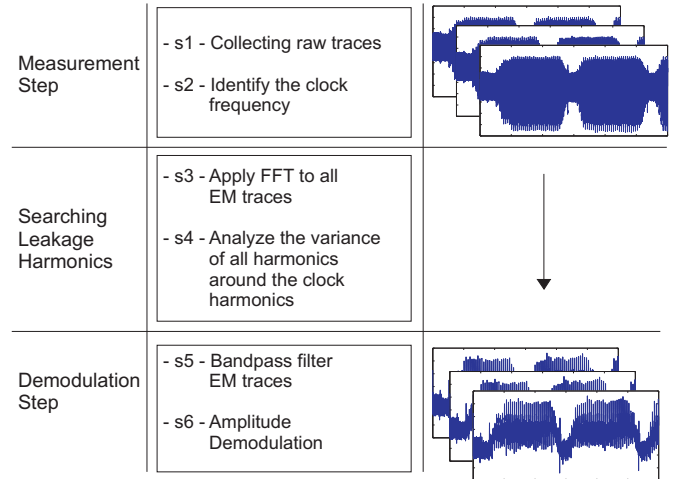 Measurement
Step
- s1 - Collecting raw traces
- s2 - Identify the clock
frequency
Searching
Leakage
Harmonics
- s3 - Apply FFT to all
EM traces
- s4 - Analyze the variance
of all harmonics
around the clock
harmonics
Demodulation
Step
- s5 - Bandpass filter
EM traces
- s6 - Amplitude
Demodulation